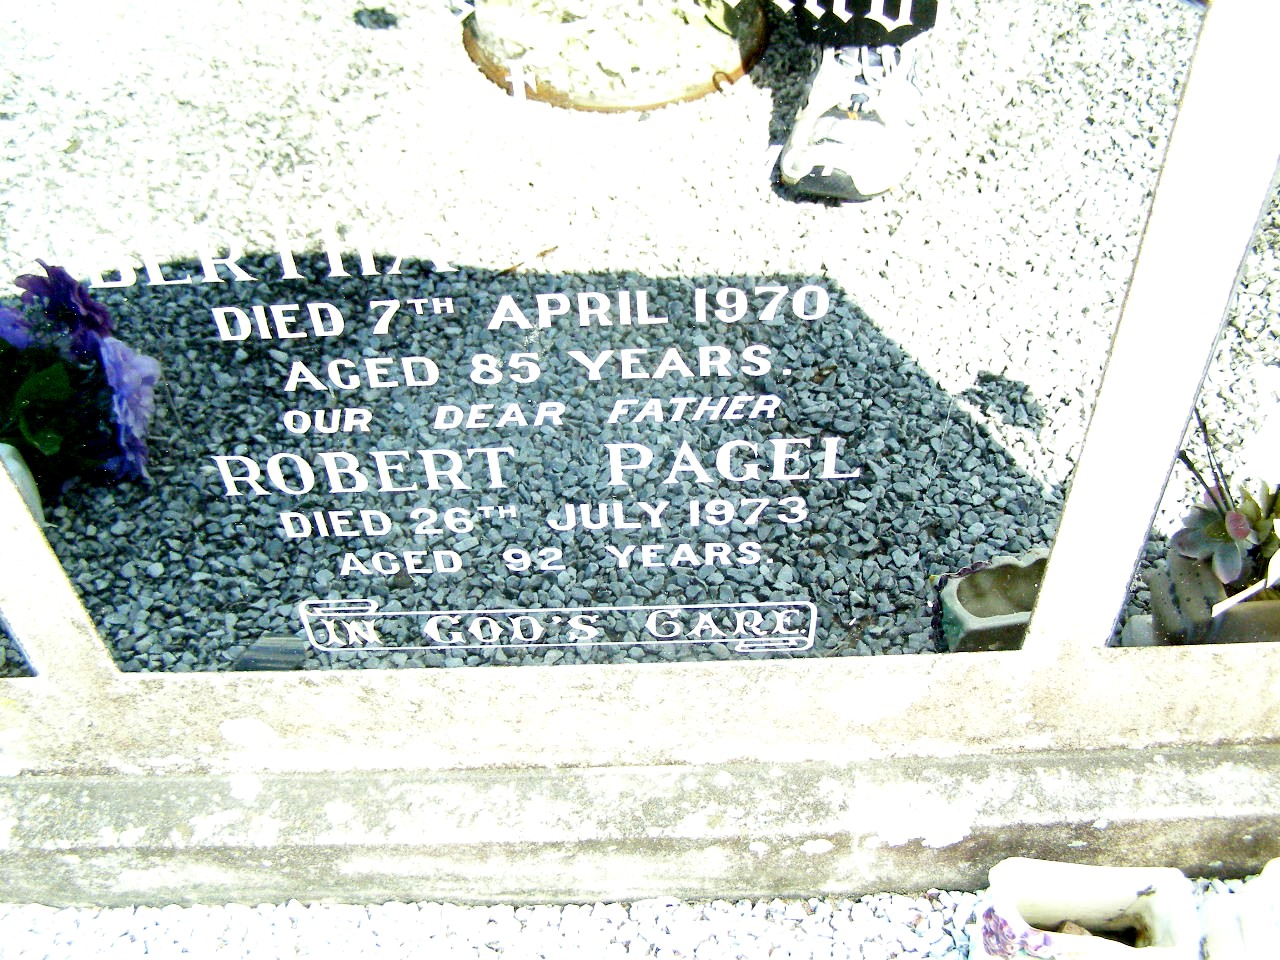 BERTHA
DIED 7TH APRIL 1970
AGED 85 YEARS.
OUR DEAR FATHER
ROBERT PAGEL
DIED 26TH JULY 1973
AGED 92 YEARS.
IN GOD'S CARE